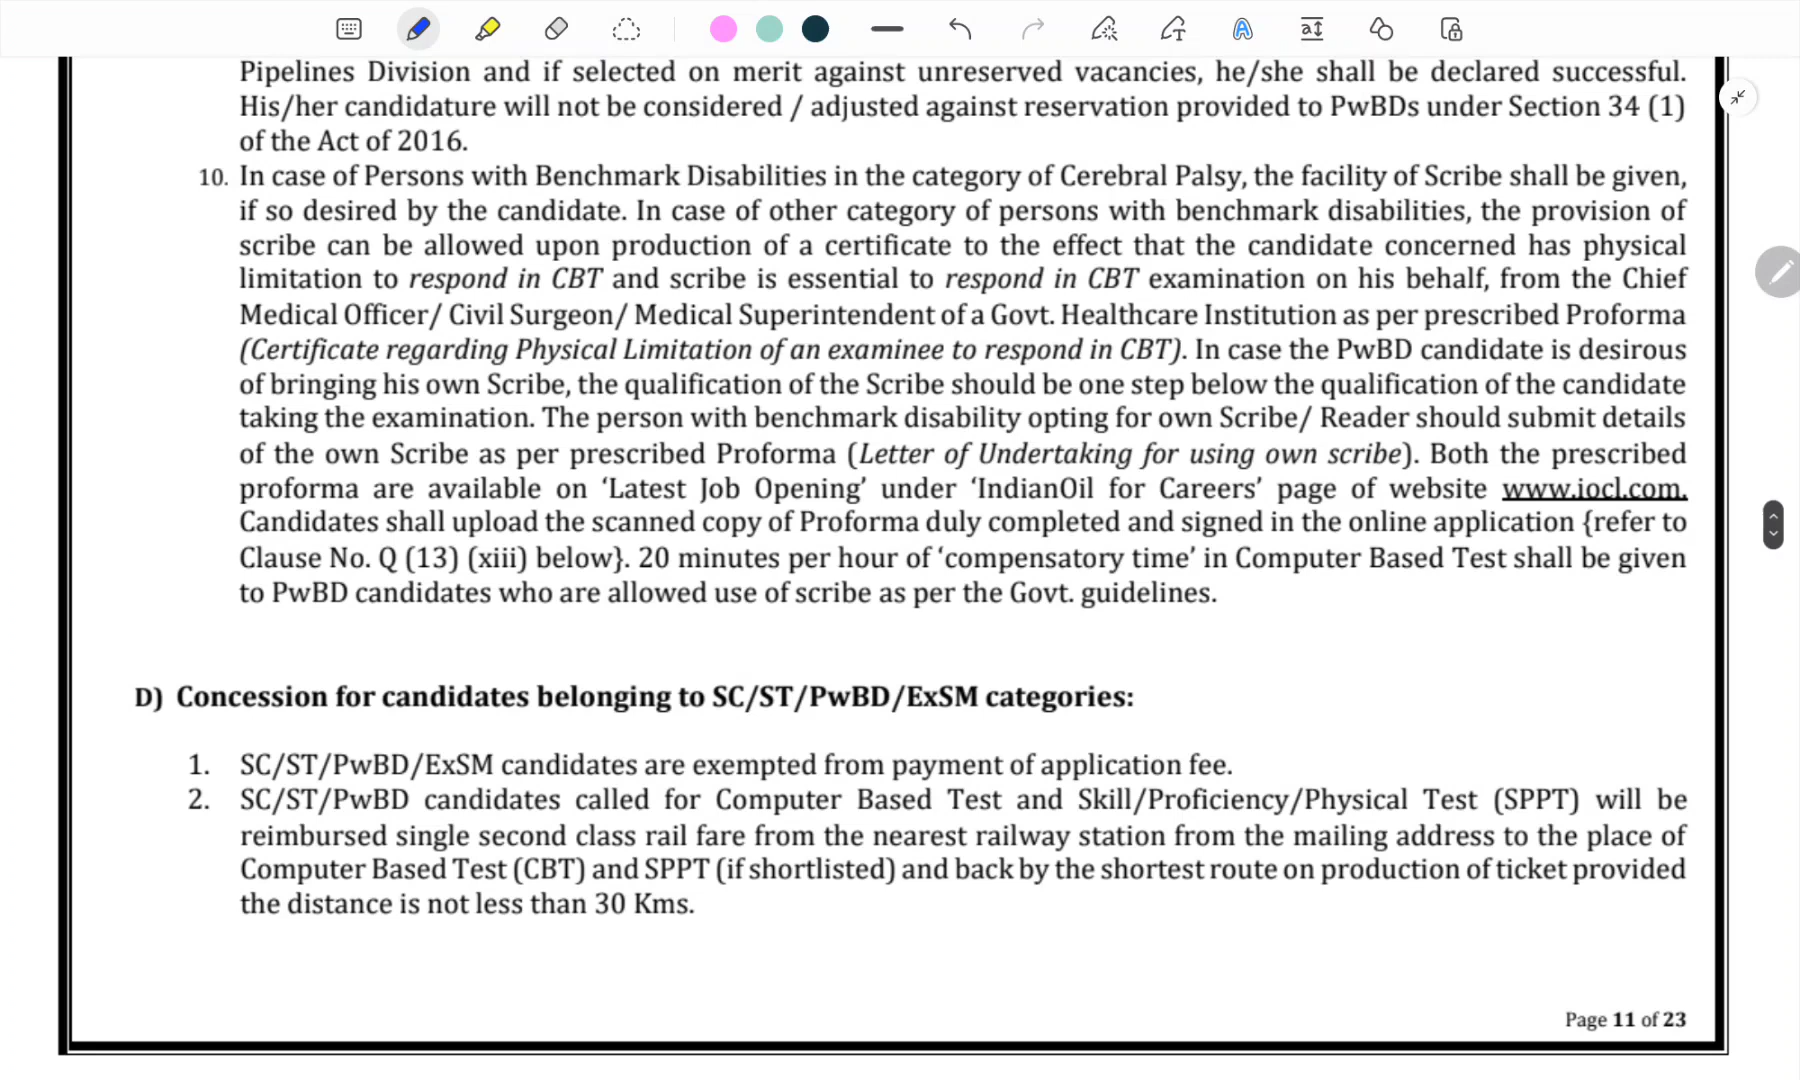 Pipelines Division and if selected on merit against unreserved vacancies, he/she shall be declared successful.
His/her candidature will not be considered / adjusted against reservation provided to PwBDs under Section 34 (1)
of the Act of 2016.
10. In case of Persons with Benchmark Disabilities in the category of Cerebral Palsy, the facility of Scribe shall be given,
if so desired by the candidate. In case of other category of persons with benchmark disabilities, the provision of
scribe can be allowed upon production of a certificate to the effect that the candidate concerned has physical
limitation to respond in CBT and scribe is essential to respond in CBT examination on his behalf, from the Chief
Medical Officer/ Civil Surgeon/ Medical Superintendent of a Govt. Healthcare Institution as per prescribed Proforma
(Certificate regarding Physical Limitation of an examinee to respond in CBT). In case the PwBD candidate is desirous
of bringing his own Scribe, the qualification of the Scribe should be one step below the qualification of the candidate
taking the examination. The person with benchmark disability opting for own Scribe/ Reader should submit details
of the own Scribe as per prescribed Proforma (Letter of Undertaking for using own scribe). Both the prescribed
proforma are available on ‘Latest Job Opening’ under ‘IndianOil for Careers’ page of website www.iocl.com.
Candidates shall upload the scanned copy of Proforma duly completed and signed in the online application {refer to
Clause No. Q (13) (xiii) below}. 20 minutes per hour of ‘compensatory time’ in Computer Based Test shall be given
to PwBD candidates who are allowed use of scribe as per the Govt. guidelines.
D) Concession for candidates belonging to SC/ST/PwBD/ExSM categories:
1. SC/ST/PwBD/ExSM candidates are exempted from payment of application fee.
2. SC/ST/PwBD candidates called for Computer Based Test and Skill/Proficiency/Physical Test (SPPT) will be
reimbursed single second class rail fare from the nearest railway station from the mailing address to the place of
Computer Based Test (CBT) and SPPT (if shortlisted) and back by the shortest route on production of ticket provided
the distance is not less than 30 Kms.
Page 11 of 23